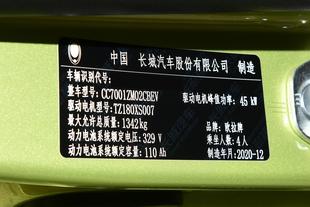 中国 长城汽车股份有限公司 制造
车辆识别代号:
整车型号: CC7001ZM02CBEV 驱动电机峰值功率 45 kW
驱动电机型号: TZ180XS007
最大允许总质量: 1342 kg
动力电池系统额定电压: 329 V 品牌: 欧拉牌
动力电池系统额定容量: 110 Ah 乘坐人数: 4人
制造年月: 2020-12